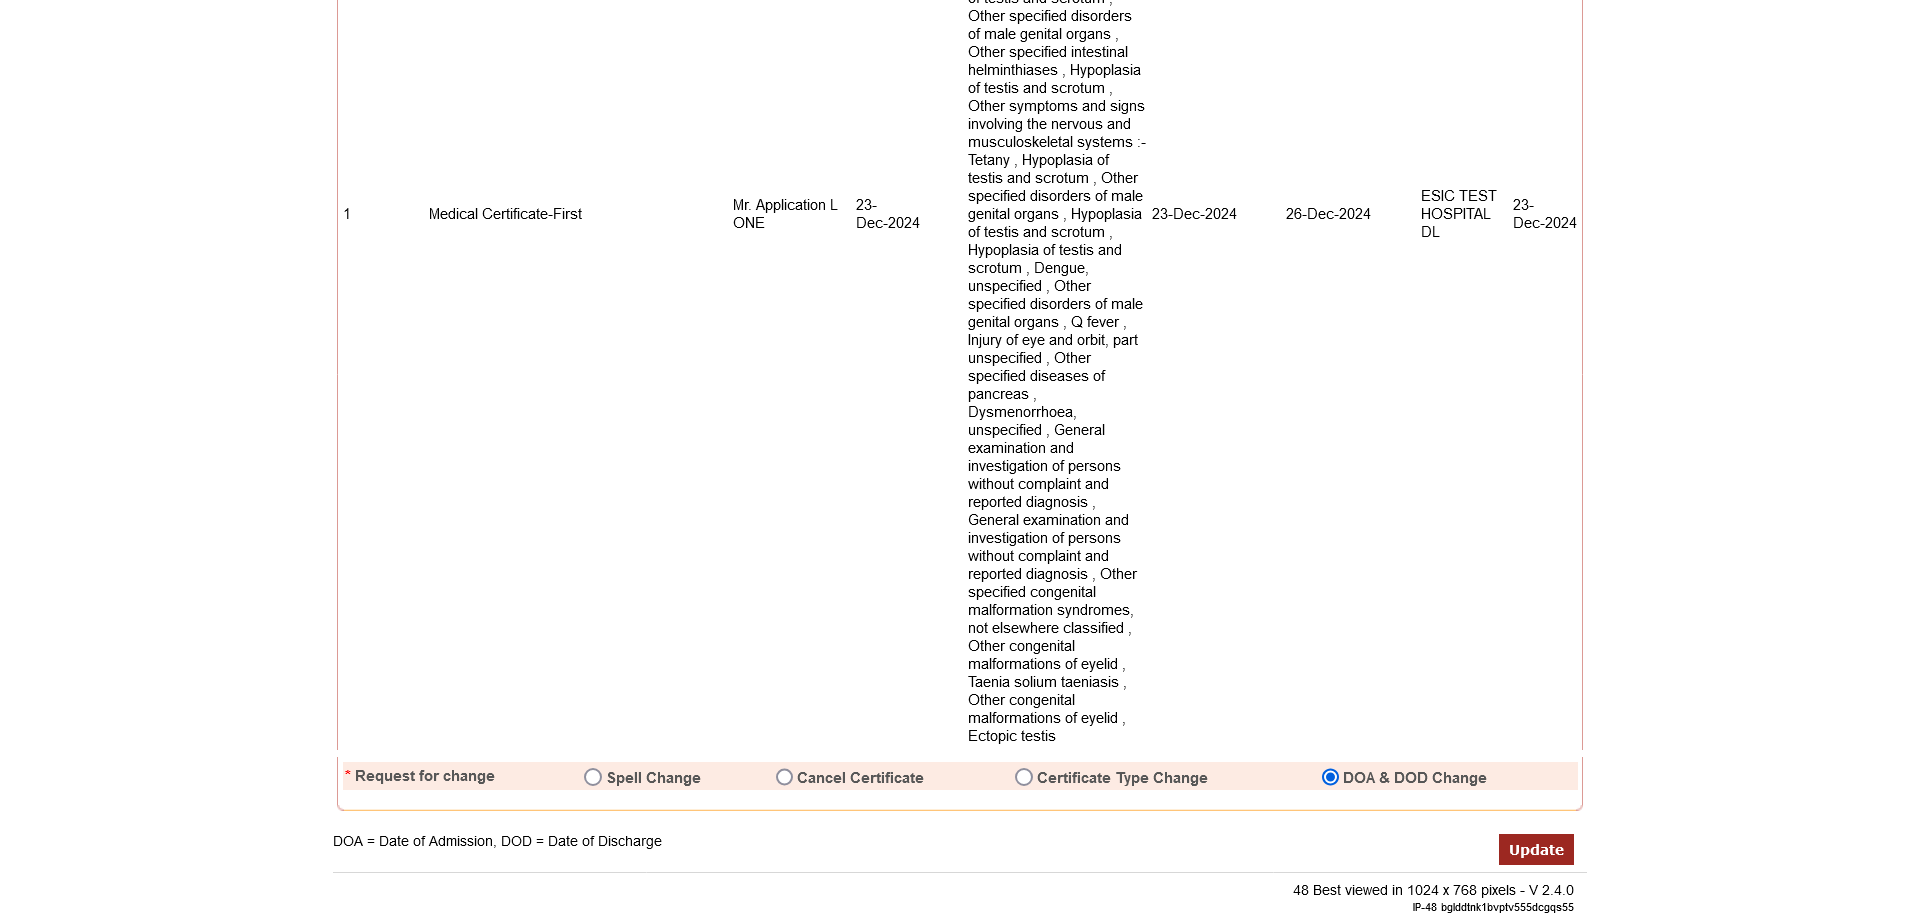 of testis and scrotum ,
Other specified disorders
of male genital organs ,
Other specified intestinal
helminthiases , Hypoplasia
of testis and scrotum ,
Other symptoms and signs
involving the nervous and
musculoskeletal systems :-
Tetany , Hypoplasia of
testis and scrotum , Other
specified disorders of male
genital organs , Hypoplasia
of testis and scrotum ,
Hypoplasia of testis and
scrotum , Dengue,
unspecified , Other
specified disorders of male
genital organs , Q fever ,
Injury of eye and orbit, part
unspecified , Other
specified diseases of
pancreas ,
Dysmenorrhoea,
unspecified , General
examination and
investigation of persons
without complaint and
reported diagnosis ,
General examination and
investigation of persons
without complaint and
reported diagnosis , Other
specified congenital
malformation syndromes,
not elsewhere classified ,
Other congenital
malformations of eyelid ,
Taenia solium taeniasis ,
Other congenital
malformations of eyelid ,
Ectopic testis
1
Medical Certificate-First
Mr. Application L
ONE
23-
Dec-2024
23-Dec-2024
26-Dec-2024
ESIC TEST
HOSPITAL
DL
23-
Dec-2024
* Request for change
Spell Change
Cancel Certificate
Certificate Type Change
DOA & DOD Change
DOA = Date of Admission, DOD = Date of Discharge
Update
48 Best viewed in 1024 x 768 pixels - V 2.4.0
IP-48 bglddtnk1bvptv555dcgqs55